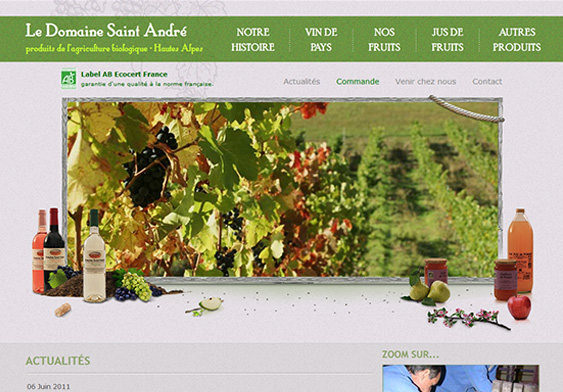 Le Domaine Saint André
produits de l'agriculture biologique - Hautes Alpes
NOTRE HISTOIRE
VIN DE PAYS
NOS FRUITS
JUS DE FRUITS
AUTRES PRODUITS
AB
Label AB Ecocert France
garantie d'une qualité à la norme française.
Actualités Commande Venir chez nous Contact
ACTUALITÉS
ZOOM SUR...
06 Juin 2011